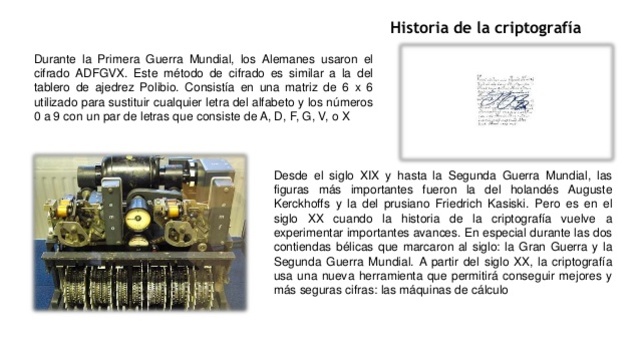 Historia de la criptografía
Durante la Primera Guerra Mundial, los Alemanes usaron el
cifrado ADFGVX. Este método de cifrado es similar a la del
tablero de ajedrez Polibio. Consistía en una matriz de 6 x 6
utilizado para sustituir cualquier letra del alfabeto y los números
0 a 9 con un par de letras que consiste de A, D, F, G, V, o X
Desde el siglo XIX y hasta la Segunda Guerra Mundial, las
figuras más importantes fueron la del holandés Auguste
Kerckhoffs y la del prusiano Friedrich Kasiski. Pero es en el
siglo XX cuando la historia de la criptografía vuelve a
experimentar importantes avances. En especial durante las dos
contiendas bélicas que marcaron al siglo: la Gran Guerra y la
Segunda Guerra Mundial. A partir del siglo XX, la criptografía
usa una nueva herramienta que permitirá conseguir mejores y
más seguras cifras: las máquinas de cálculo